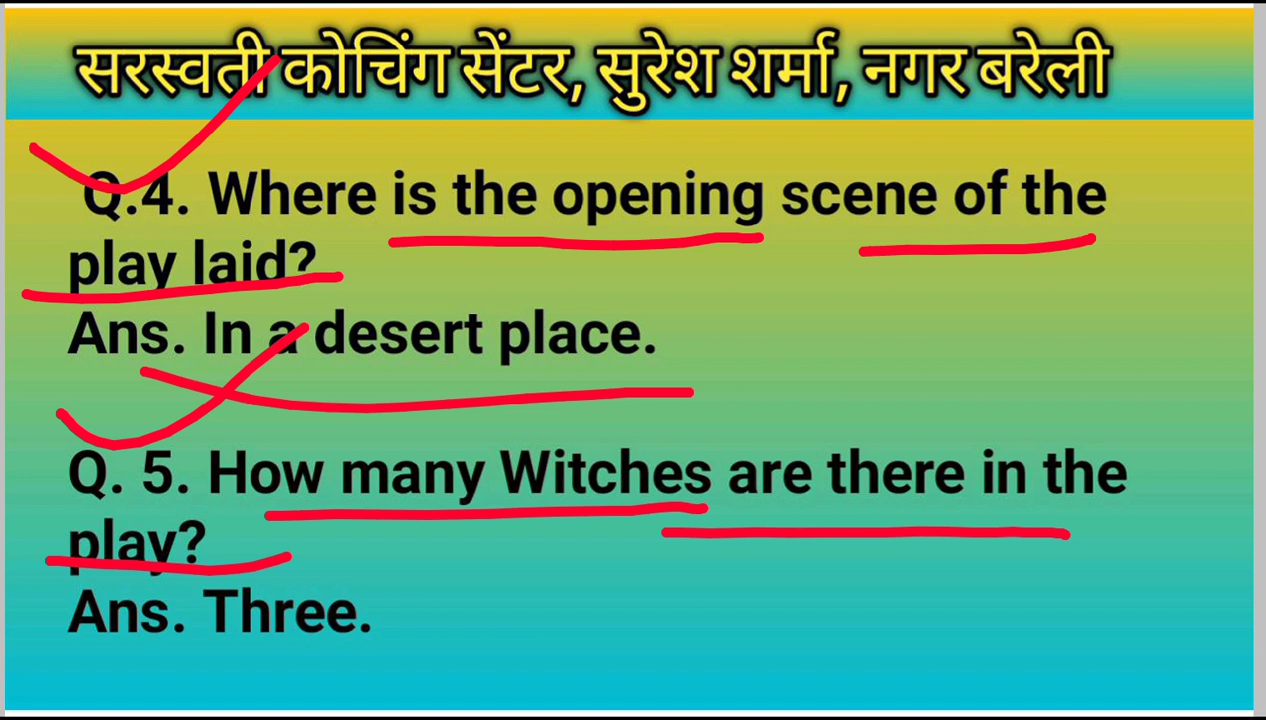 सरस्वती कोचिंग सेंटर, सुरेश शर्मा, नगर बरेली
Q.4. Where is the opening scene of the
play laid?
Ans. In a desert place.
Q. 5. How many Witches are there in the
play?
Ans. Three.